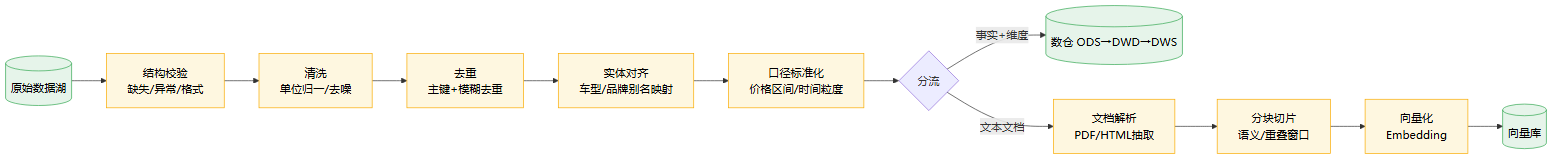 原始数据湖
结构校验
缺失/异常/格式
清洗
单位归一/去噪
去重
主键+模糊去重
实体对齐
车型/品牌别名映射
口径标准化
价格区间/时间粒度
分流
事实+维度
数仓 ODS→DWD→DWS
文本文档
文档解析
PDF/HTML抽取
分块切片
语义/重叠窗口
向量化
Embedding
向量库